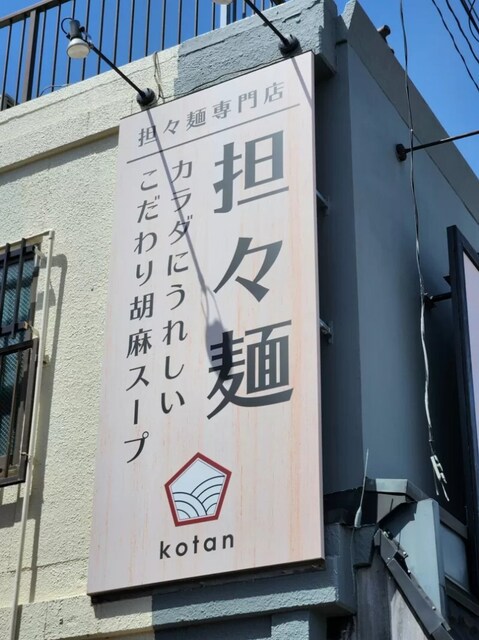 担々麺専門店
担々麺
カラダにうれしい
こだわり胡麻スープ
kotan